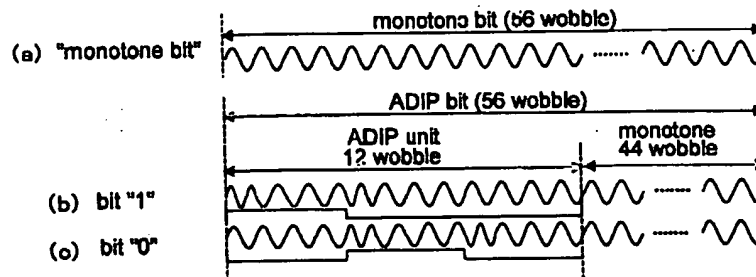 monotone bit (56 wobble)
(a) "monotone bit"
ADIP bit (56 wobble)
ADIP unit
12 wobble
monotone
44 wobble
(b) bit "1"
(c) bit "0"